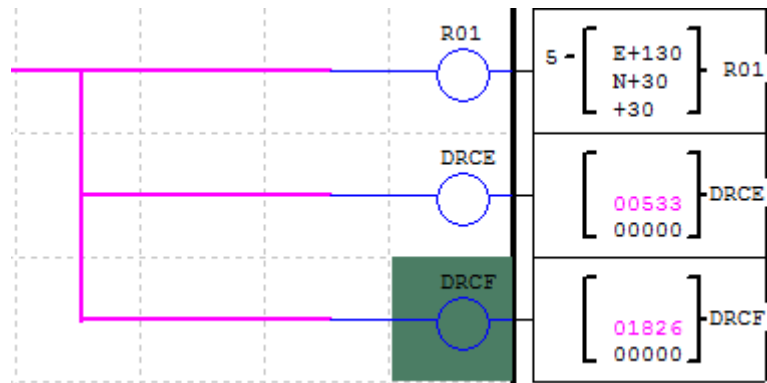 R01
5- E+130 R01
N+30
+30
DRCE
00533 DRCE
00000
DRCF
01826 DRCF
00000